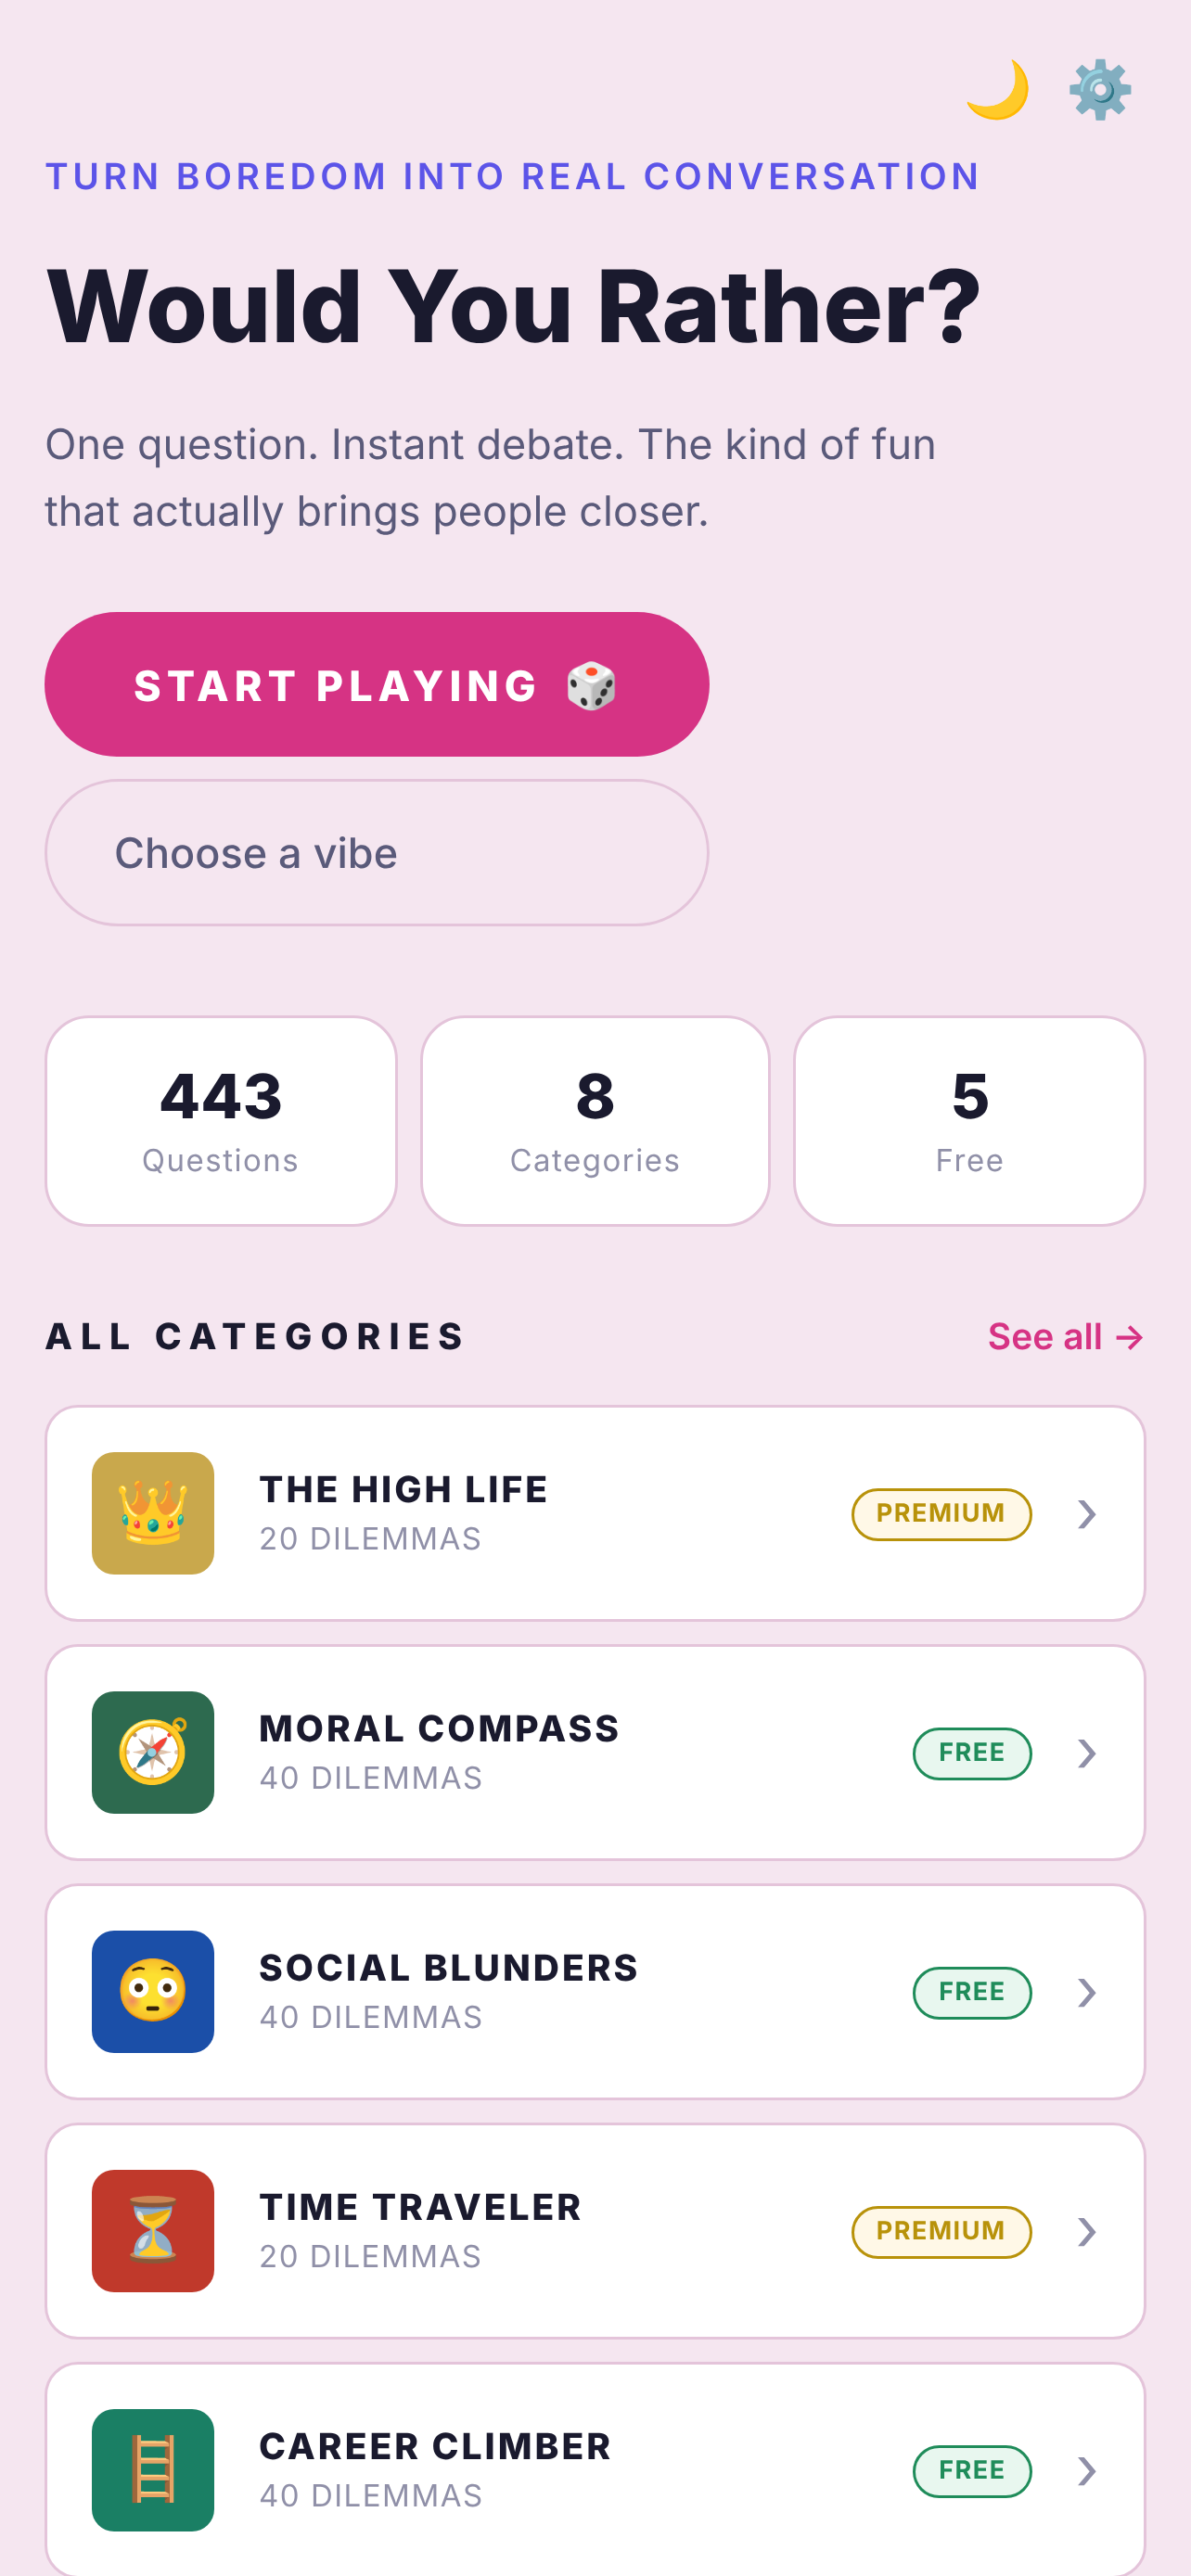 TURN BOREDOM INTO REAL CONVERSATION
Would You Rather?
One question. Instant debate. The kind of fun
that actually brings people closer.
START PLAYING
Choose a vibe
443
Questions
8
Categories
5
Free
ALL CATEGORIES
See all →
THE HIGH LIFE
20 DILEMMAS
PREMIUM
MORAL COMPASS
40 DILEMMAS
FREE
SOCIAL BLUNDERS
40 DILEMMAS
FREE
TIME TRAVELER
20 DILEMMAS
PREMIUM
CAREER CLIMBER
40 DILEMMAS
FREE